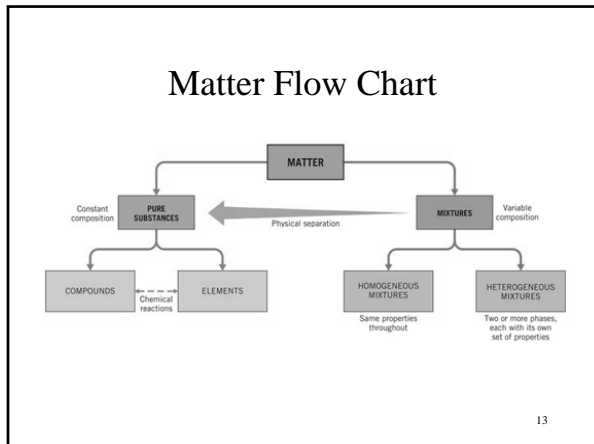 Matter Flow Chart
MATTER
Constant
composition
PURE
SUBSTANCES
Physical separation
MIXTURES
Variable
composition
COMPOUNDS
Chemical
reactions
ELEMENTS
HOMOGENEOUS
MIXTURES
HETEROGENEOUS
MIXTURES
Same properties
throughout
Two or more phases,
each with its own
set of properties
13